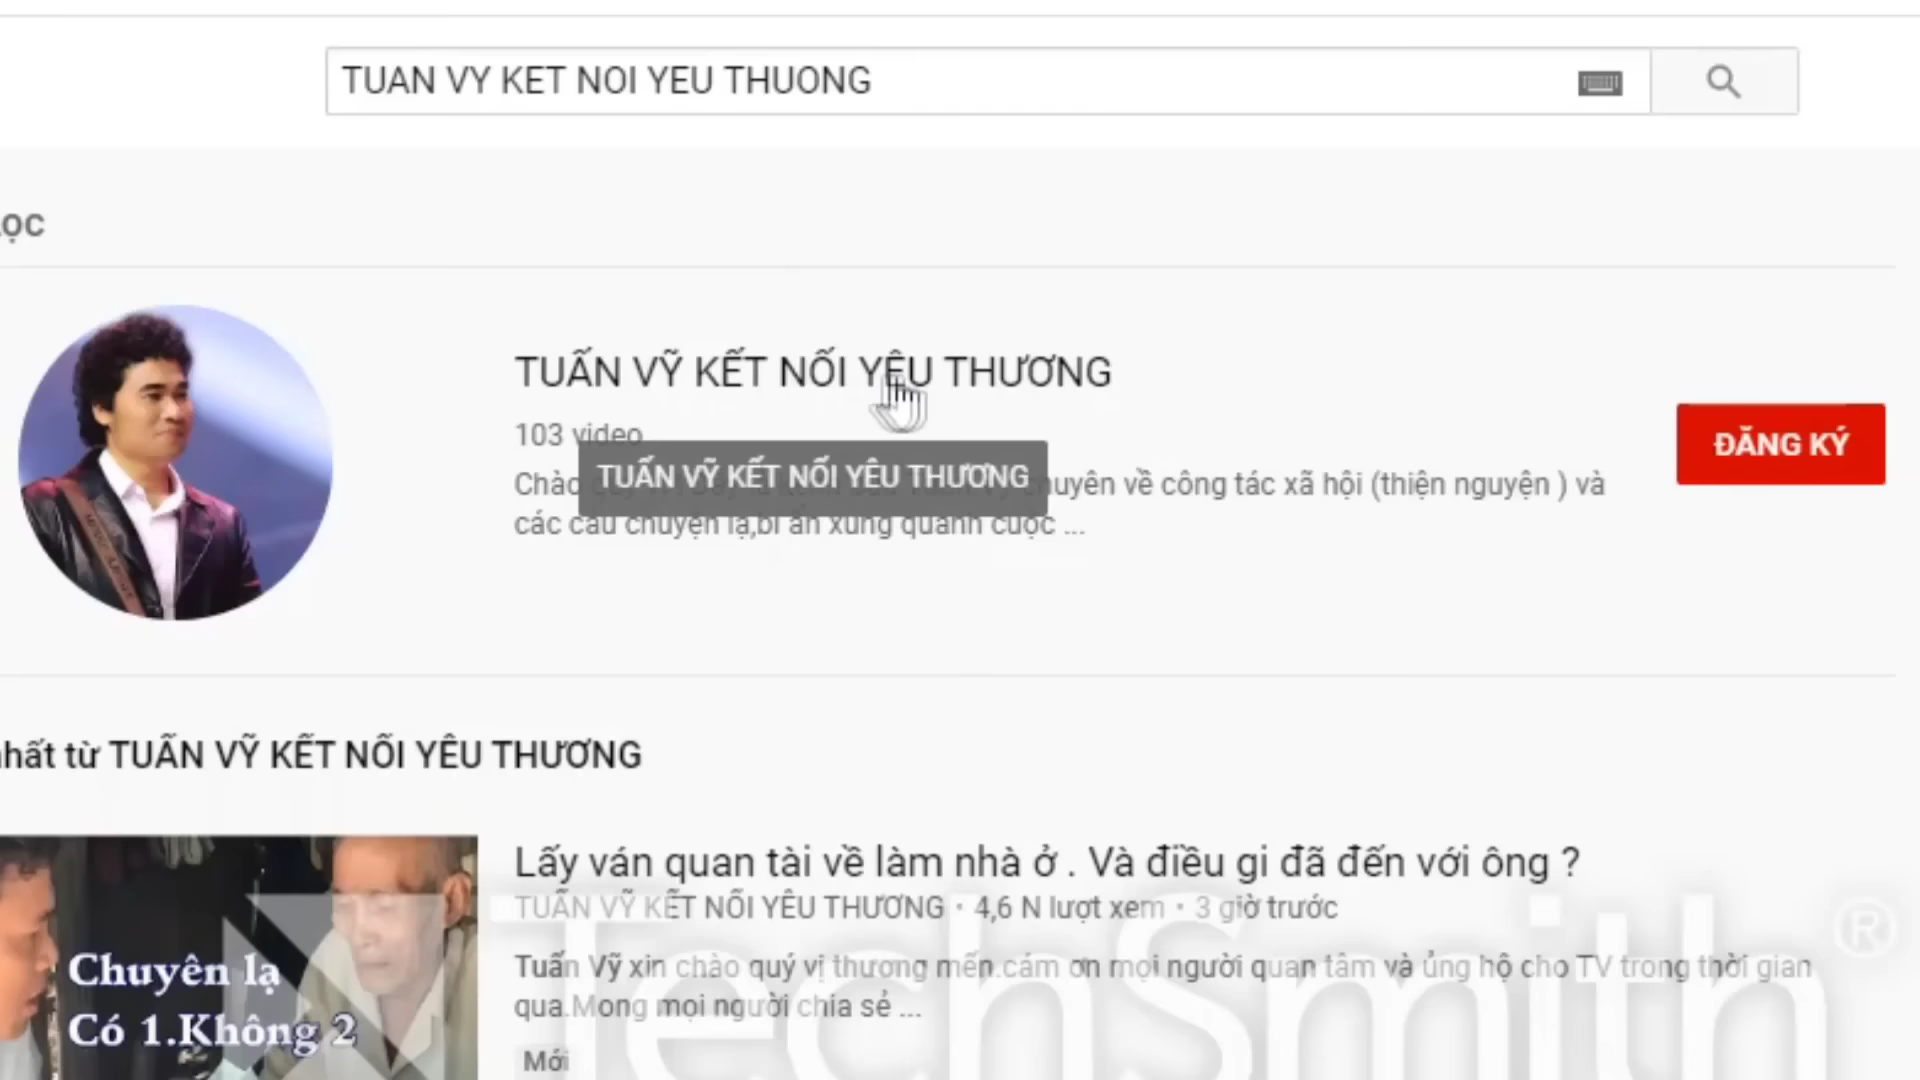 TUAN VY KET NOI YEU THUONG
ọc
TUẤN VỸ KẾT NỐI YÊU THƯƠNG
103 video
TUẤN VỸ KẾT NỐI YÊU THƯƠNG
ĐĂNG KÝ
Chào huyên về công tác xã hội (thiện nguyện ) và
các câu chuyện lạ,bí ẩn xung quanh cuộc ...
nhất từ TUẤN VỸ KẾT NỐI YÊU THƯƠNG
Chuyên lạ
Có 1.Không 2
Lấy ván quan tài về làm nhà ở . Và điều gi đã đến với ông ?
TUẤN VỸ KẾT NỐI YÊU THƯƠNG • 4,6 N lượt xem • 3 giờ trước
Tuấn Vỹ xin chào quý vị thương mến.cám ơn mọi người quan tâm và ủng hộ cho TV trong thời gian
qua.Mong mọi người chia sẻ ...
Mới
TechSmith®